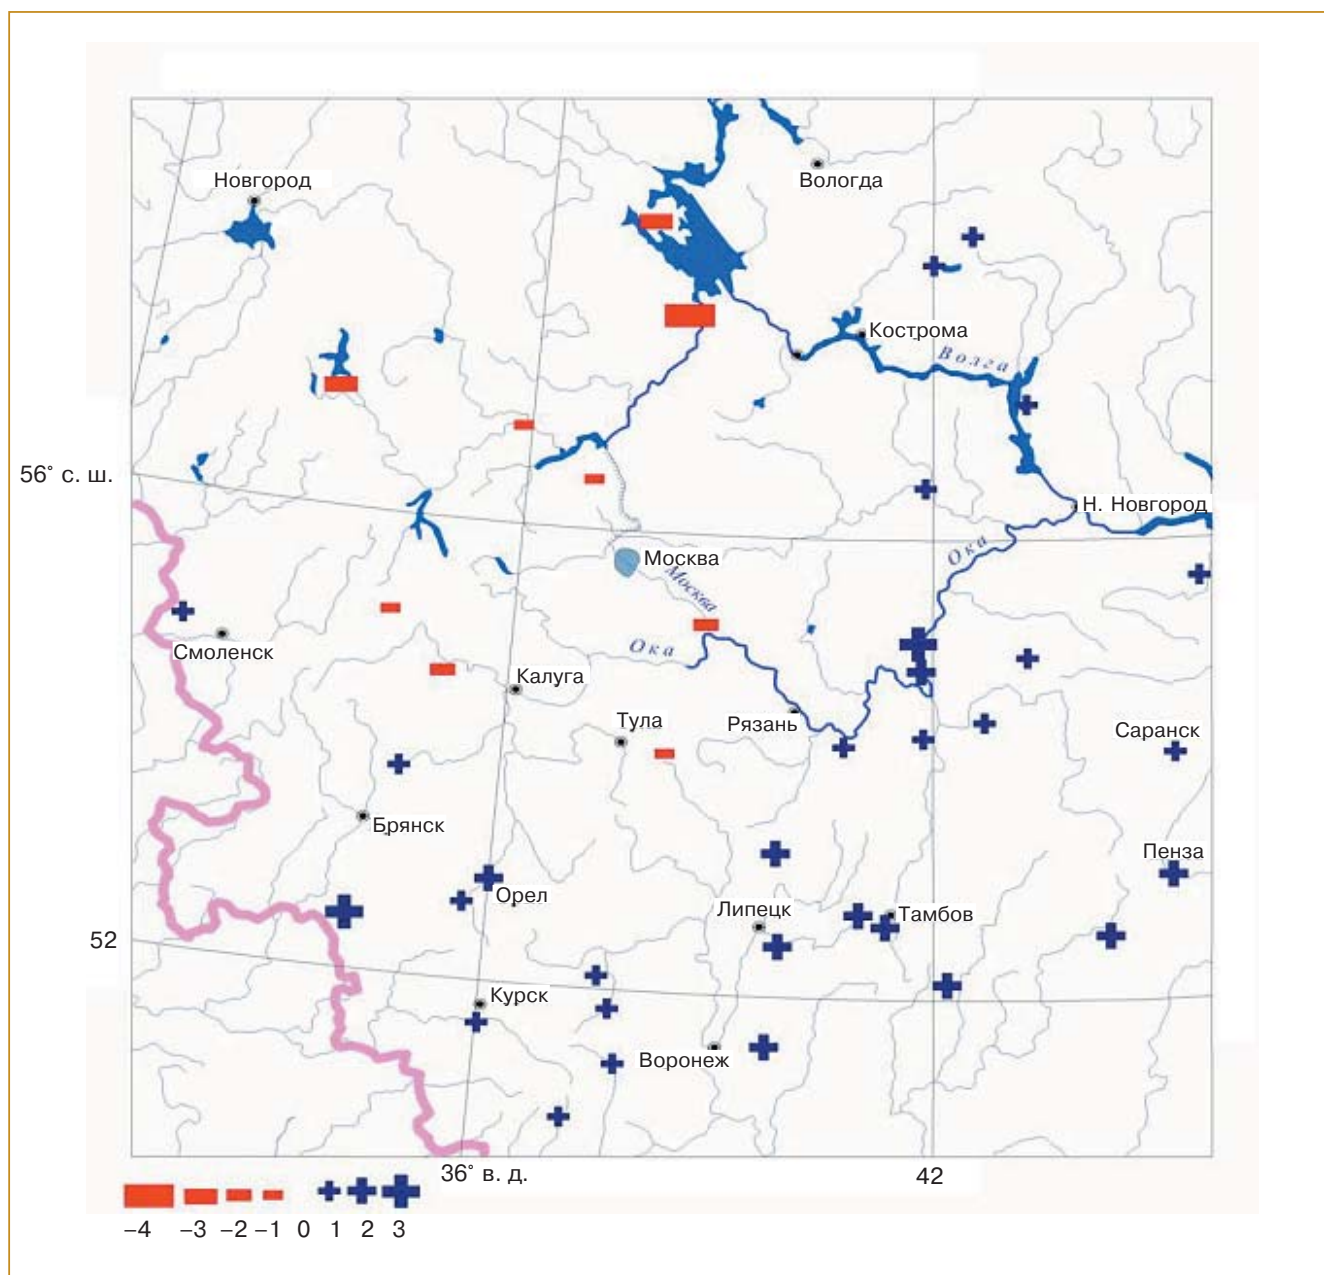 Новгород
Вологда
Кострома
Волга
56° с. ш.
Н. Новгород
Ока
Москва
Москва
Смоленск
Ока
Калуга
Тула
Рязань
Саранск
Брянск
Пенза
Орел
Липецк
Тамбов
52
Курск
Воронеж
36° в. д.
42
−4 −3 −2 −1 0 1 2 3